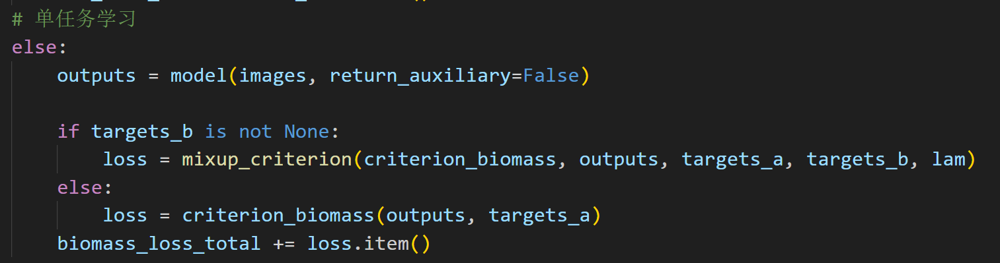 # 单任务学习
else:
    outputs = model(images, return_auxiliary=False)
    if targets_b is not None:
        loss = mixup_criterion(criterion_biomass, outputs, targets_a, targets_b, lam)
    else:
        loss = criterion_biomass(outputs, targets_a)
    biomass_loss_total += loss.item()